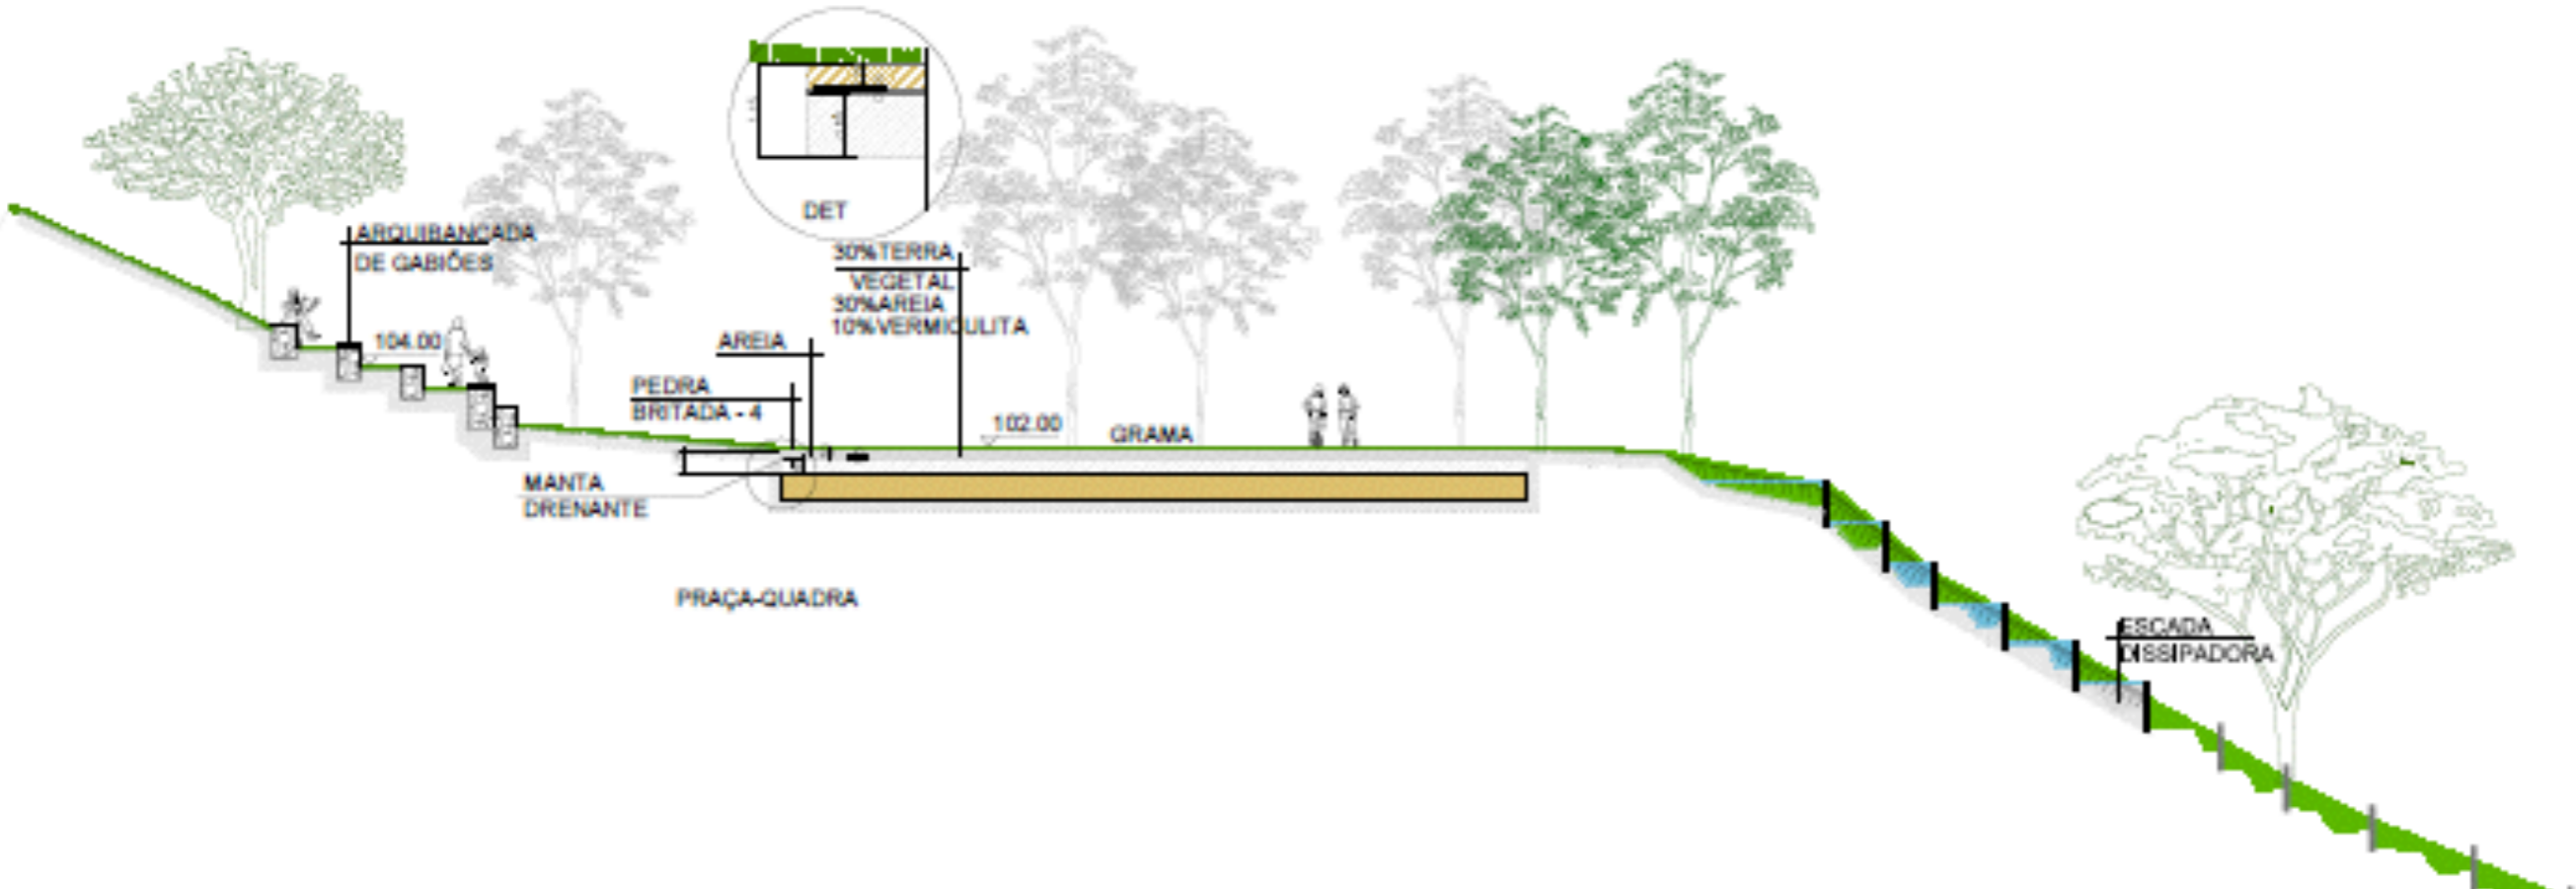 DET
ARQUIBANCADA
DE GABIÕES
30%TERRA
VEGETAL
30%AREIA
10%VERMICULITA
104.00
AREIA
PEDRA
BRITADA - 4
102.00
GRAMA
MANTA
DRENANTE
PRAÇA-QUADRA
ESCADA
DISSIPADORA